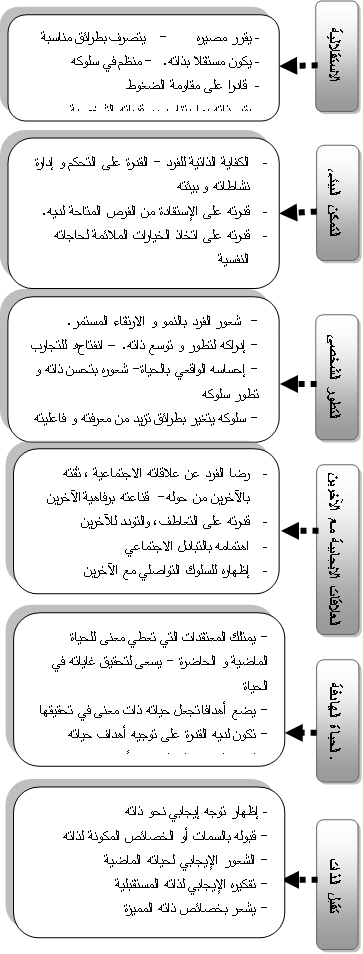 الاستقلالية
- يقرر مصيره - يتصرف بطرائق مناسبة
- يكون مستقلا بذاته. - منظم في سلوكه
- قادرا على مقاومة الضغوط
التمكن البيئي
- الكفاية الذاتية للفرد - القدرة على التحكم و إدارة
نشاطاته و بيئته
- قدرته على الإستفادة من الفرص المتاحة لديه.
- قدرته على اتخاذ الخيارات الملائمة لحاجاته
النفسية
التطور الشخصي
- شعور الفرد بالنمو و الارتقاء المستمر.
- إدراكه لتطور و توسع ذاته. - انفتاحه للتجارب
- إحساسه الواقعي بالحياة- شعوره بتحسن ذاته و
تطور سلوكه
- سلوكه يتغير بطرائق تزيد من معرفته و فاعليته
العلاقات الايجابية مع الآخرين
- رضا الفرد عن علاقاته الاجتماعية ، ثقته
بالآخرين من حوله- قناعته برفاهية الآخرين
- قدرته على التعاطف، والتودد للآخرين
- اهتمامه بالتبادل الاجتماعي
- إظهاره للسلوك التواصلي مع الآخرين
الحياة الهادفة .
- يمتلك المعتقدات التي تعطي معنى للحياة
الماضية و الحاضرة - يسعى لتحقيق غاياته في
الحياة
- يضع أهدافا تجعل حياته ذات معنى في تحقيقها
- تكون لديه القدرة على توجيه أهداف حياته
تقبل الذات
- إظهار توجه إيجابي نحو ذاته
- قبوله بالسمات أو الخصائص المكونة لذاته
- الشعور الإيجابي لحياته الماضية
- تفكيره الإيجابي لذاته المستقبلية
- يشعر بخصائص ذاته المميزة